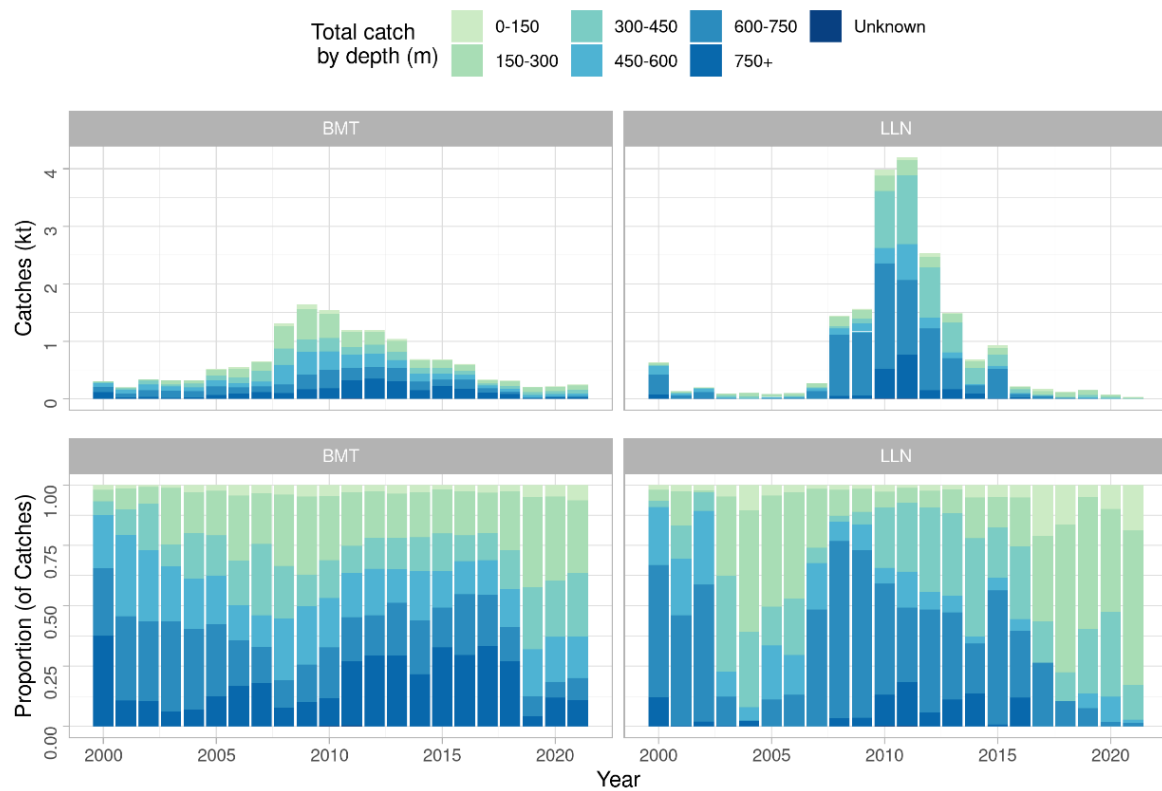 Total catch
by depth (m)
0-150
300-450
600-750
Unknown
150-300
450-600
750+
BMT
LLN
Catches (kt)
4
3
2
1
0
BMT
LLN
Proportion (of Catches)
1.00
0.75
0.50
0.25
0.00
2000
2005
2010
2015
2020
2000
2005
2010
2015
2020
Year